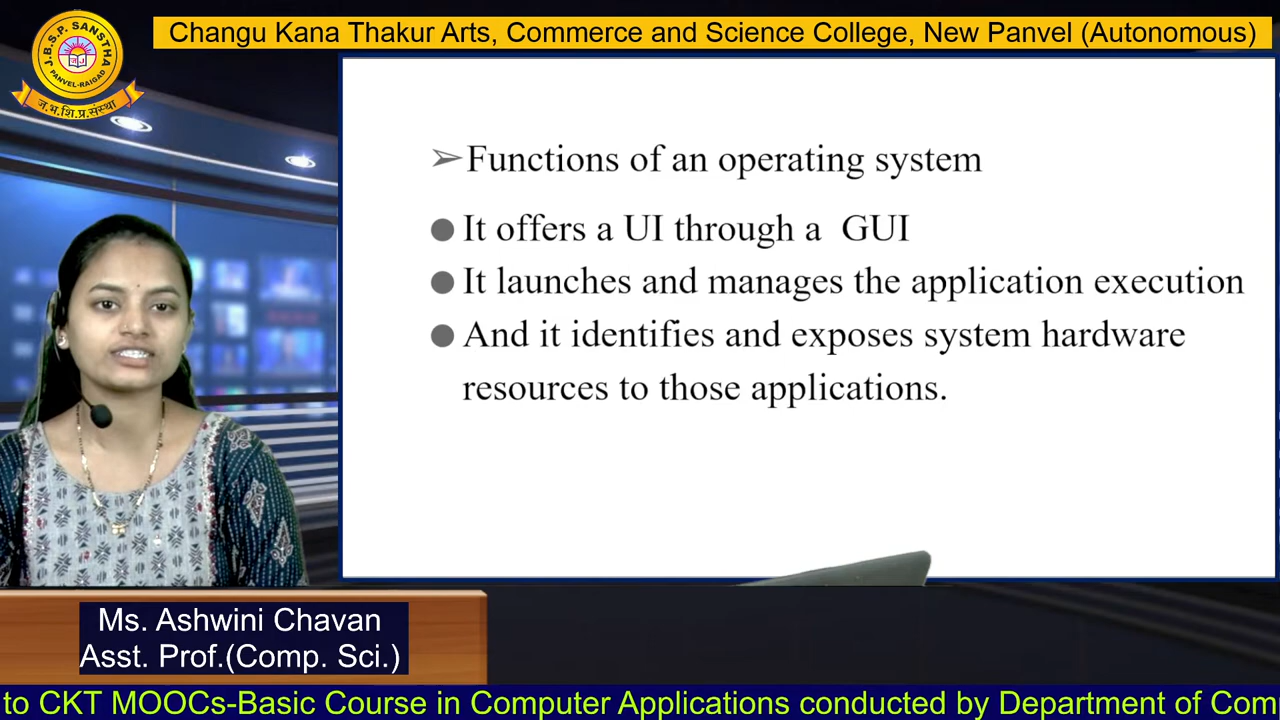 Changu Kana Thakur Arts, Commerce and Science College, New Panvel (Autonomous)
J.B.S.P. SANSTHA
PANVEL-RAIGAD
ज.भ.शि.प्र.संस्था
➢Functions of an operating system
● It offers a UI through a GUI
● It launches and manages the application execution
● And it identifies and exposes system hardware
resources to those applications.
Ms. Ashwini Chavan
Asst. Prof.(Comp. Sci.)
to CKT MOOCs-Basic Course in Computer Applications conducted by Department of Com